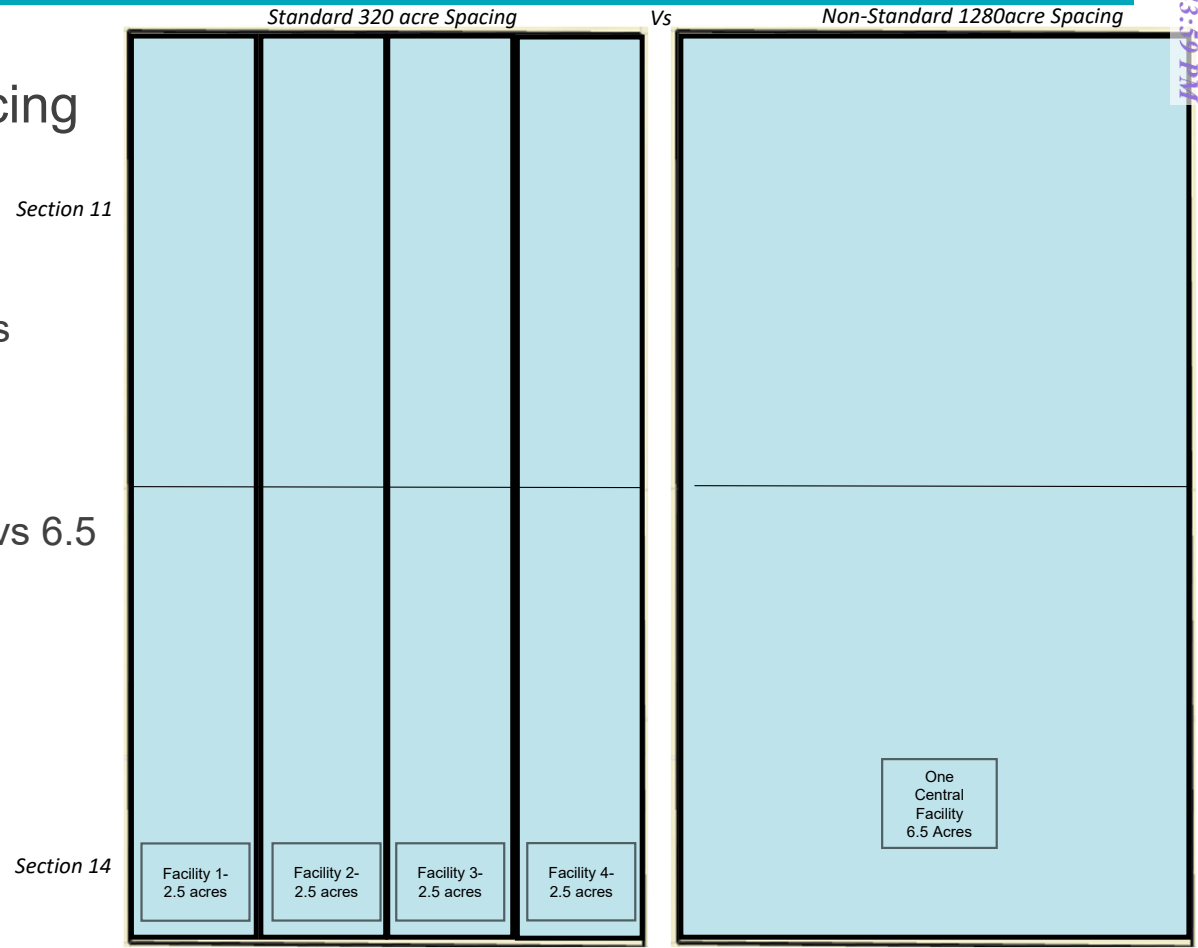 Standard 320 acre Spacing
Vs
Non-Standard 1280acre Spacing
3:59 PM
cing
Section 11
s
vs 6.5
Section 14
Facility 1-
2.5 acres
Facility 2-
2.5 acres
Facility 3-
2.5 acres
Facility 4-
2.5 acres
One
Central
Facility
6.5 Acres